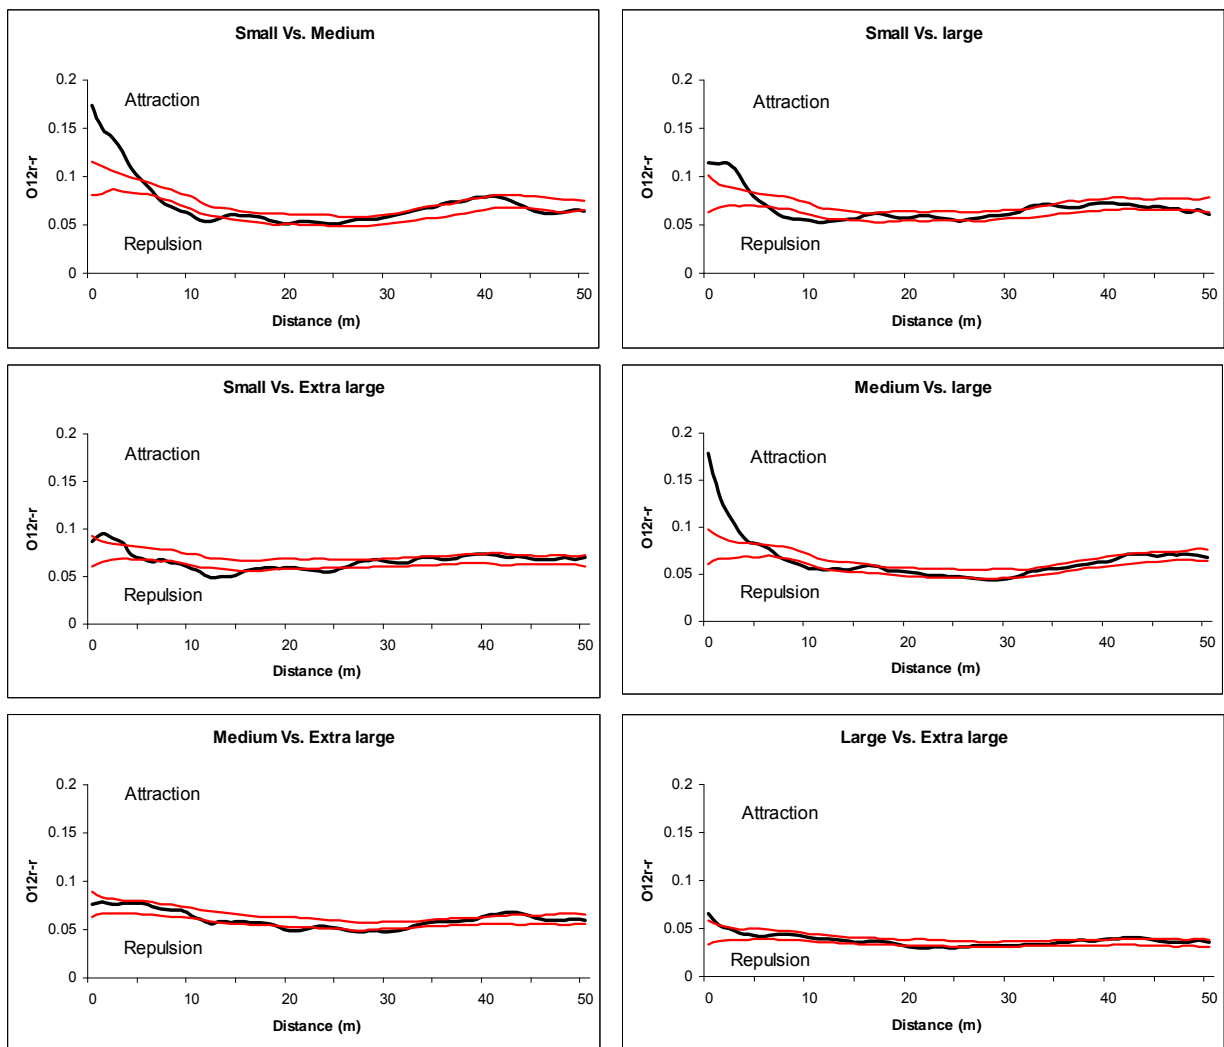 Small Vs. Medium
0.2
0.15
0.1
0.05
0
O12r-r
Attraction
Repulsion
0 10 20 30 40 50
Distance (m)
Small Vs. large
0.2
0.15
0.1
0.05
0
O12r-r
Attraction
Repulsion
0 10 20 30 40 50
Distance (m)
Small Vs. Extra large
0.2
0.15
0.1
0.05
0
O12r-r
Attraction
Repulsion
0 10 20 30 40 50
Distance (m)
Medium Vs. large
0.2
0.15
0.1
0.05
0
O12r-r
Attraction
Repulsion
0 10 20 30 40 50
Distance (m)
Medium Vs. Extra large
0.2
0.15
0.1
0.05
0
O12r-r
Attraction
Repulsion
0 10 20 30 40 50
Distance (m)
Large Vs. Extra large
0.2
0.15
0.1
0.05
0
O12r-r
Attraction
Repulsion
0 10 20 30 40 50
Distance (m)